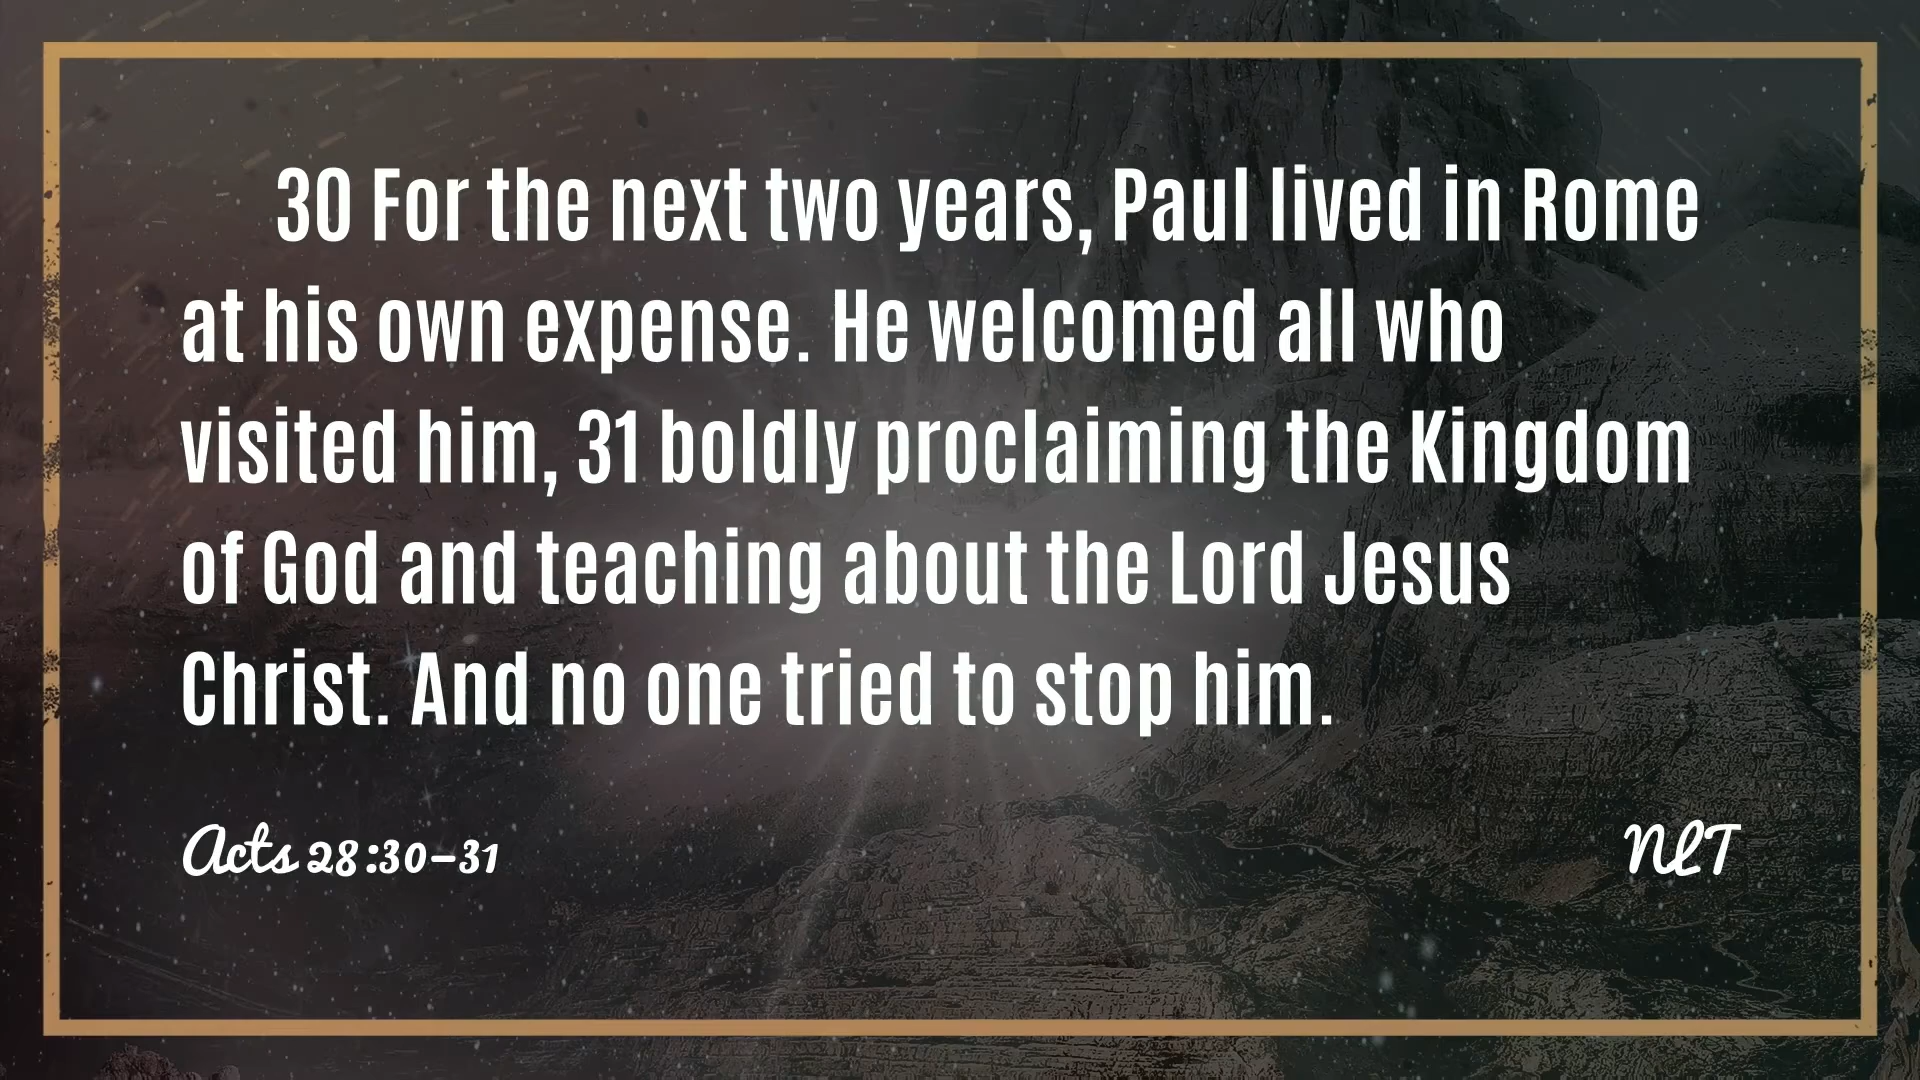 30 For the next two years, Paul lived in Rome
at his own expense. He welcomed all who
visited him, 31 boldly proclaiming the Kingdom
of God and teaching about the Lord Jesus
Christ. And no one tried to stop him.
Acts 28:30–31
NLT